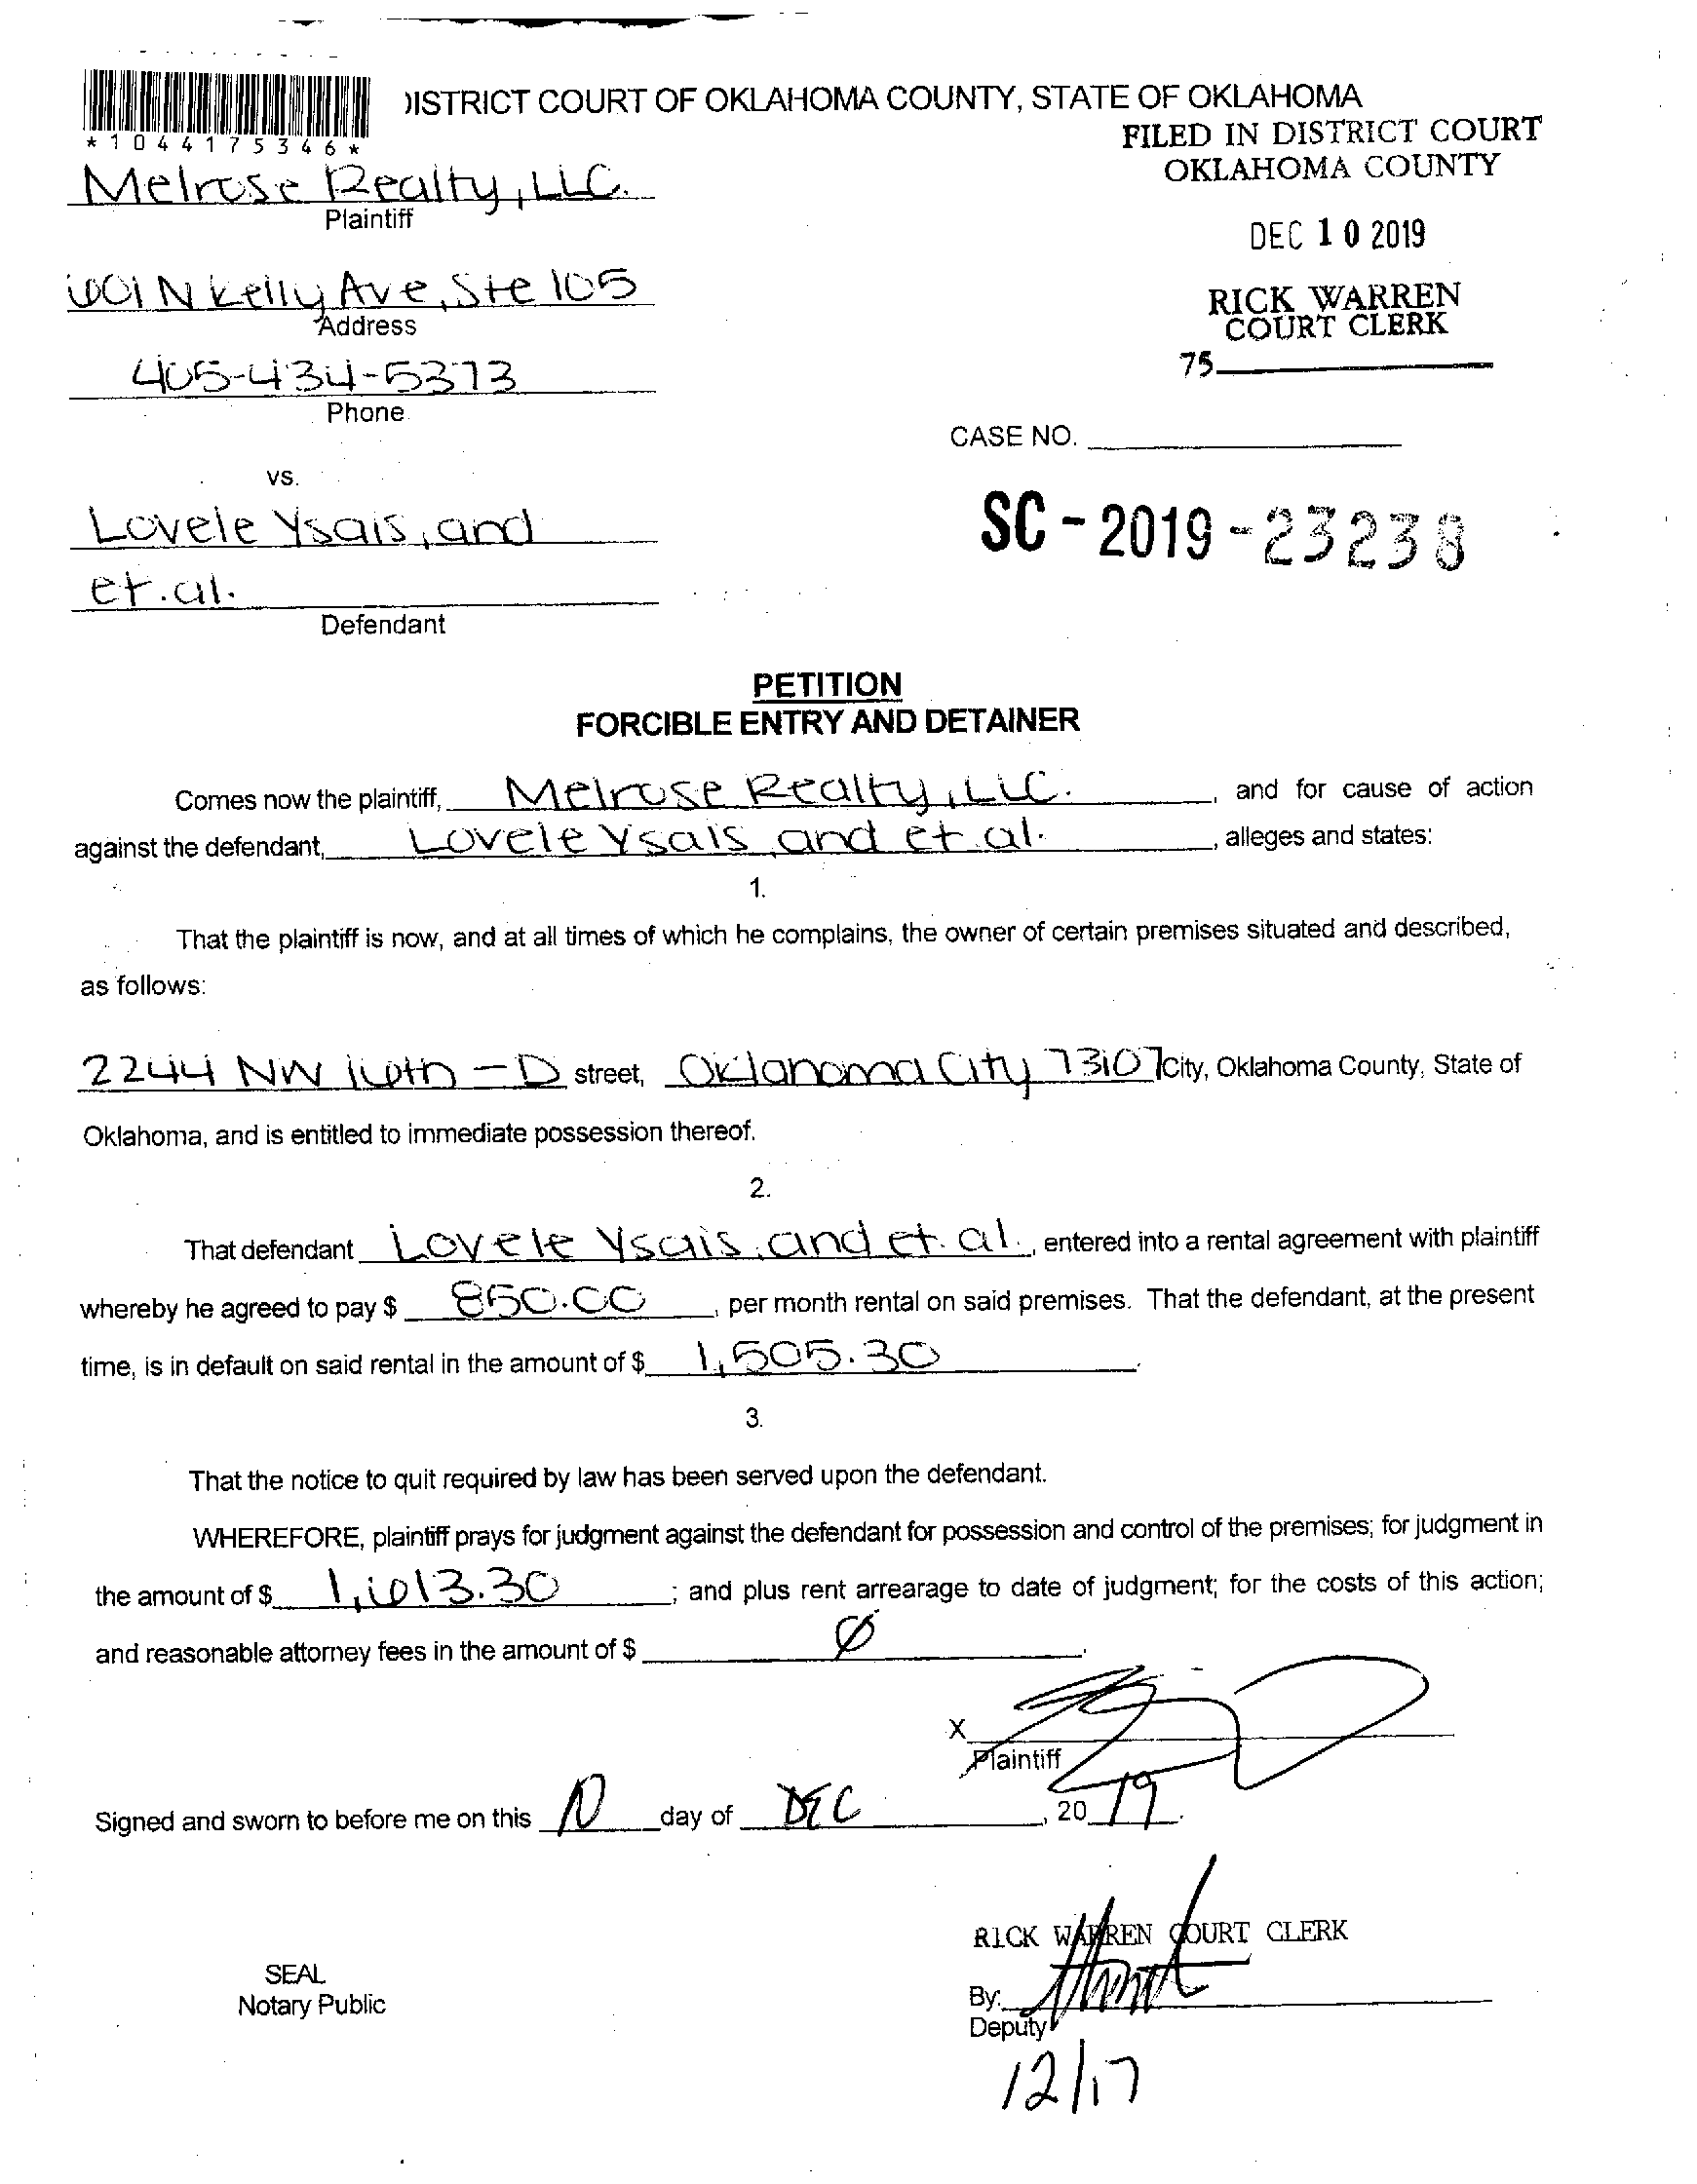 DISTRICT COURT OF OKLAHOMA COUNTY, STATE OF OKLAHOMA
*1044175346*
FILED IN DISTRICT COURT
OKLAHOMA COUNTY
Melrose Realty, LLC.
Plaintiff
DEC 10 2019
601 N Kelly Ave, Ste 105
Address
RICK WARREN
COURT CLERK
405-434-5373
75
Phone
CASE NO.
vs.
Lovele Ysais, and
SC-2019-23238
et.al.
Defendant
PETITION
FORCIBLE ENTRY AND DETAINER
Comes now the plaintiff, Melrose Realty, LLC. , and for cause of action
against the defendant, Lovele Ysais, and et.al. , alleges and states:
1.
That the plaintiff is now, and at all times of which he complains, the owner of certain premises situated and described,
as follows:
2244 NW 16th - D street, Oklahoma City 73107 City, Oklahoma County, State of
Oklahoma, and is entitled to immediate possession thereof.
2.
That defendant Lovele Ysais, and et. al. , entered into a rental agreement with plaintiff
whereby he agreed to pay $ 850.00 , per month rental on said premises. That the defendant, at the present
time, is in default on said rental in the amount of $ 1,505.30 .
3.
That the notice to quit required by law has been served upon the defendant.
WHEREFORE, plaintiff prays for judgment against the defendant for possession and control of the premises; for judgment in
the amount of $ 1,613.30 ; and plus rent arrearage to date of judgment; for the costs of this action;
and reasonable attorney fees in the amount of $ Ø .
X
Plaintiff
Signed and sworn to before me on this 10 day of DEC , 20 19 .
RICK WARREN COURT CLERK
SEAL
Notary Public
By:
Deputy
12/17